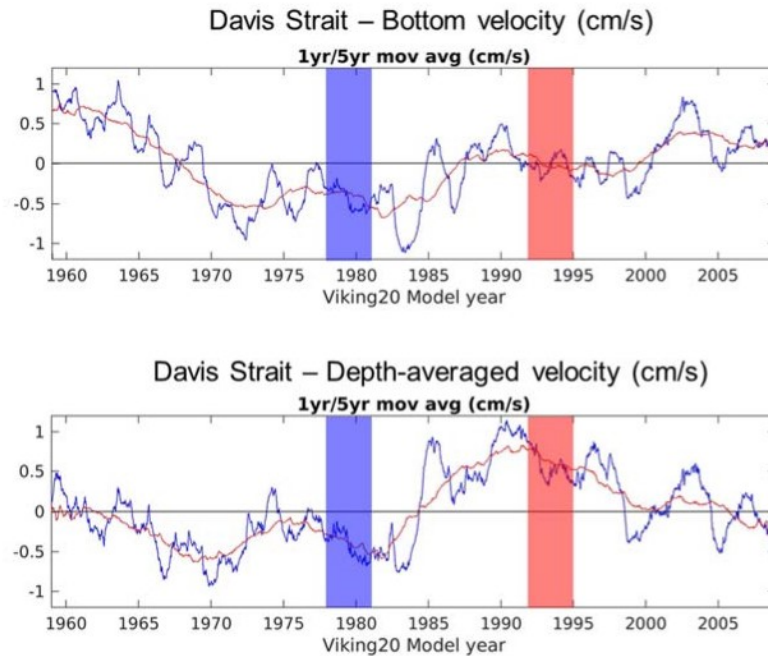 Davis Strait – Bottom velocity (cm/s)
1yr/5yr mov avg (cm/s)
1
0.5
0
-0.5
-1
1960 1965 1970 1975 1980 1985 1990 1995 2000 2005
Viking20 Model year
Davis Strait – Depth-averaged velocity (cm/s)
1yr/5yr mov avg (cm/s)
1
0.5
0
-0.5
-1
1960 1965 1970 1975 1980 1985 1990 1995 2000 2005
Viking20 Model year